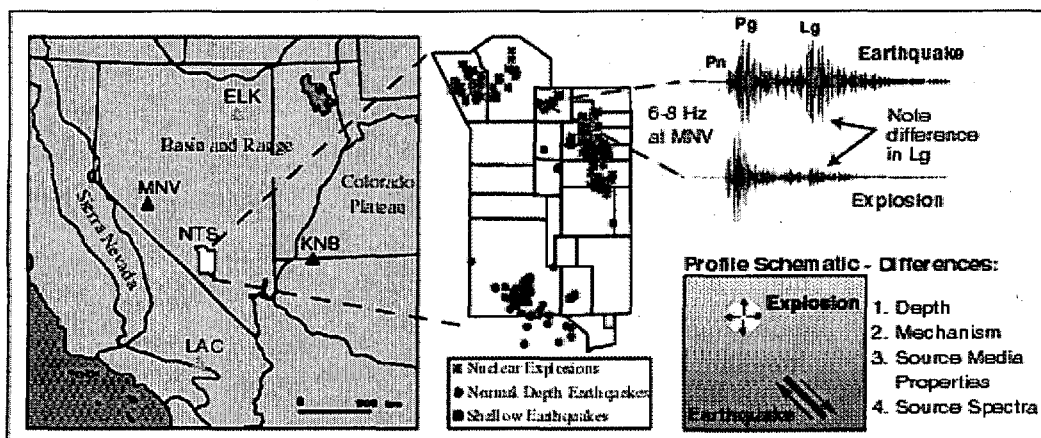 ELK
Basin and Range
Colorado
Plateau
MNV
Sierra Nevada
NTS
KNB
LAC
0
km
Nuclear Explosions
Normal Depth Earthquakes
Shallow Earthquakes
Pn
Pg
Lg
Earthquake
6-8 Hz
at MNV
Note
difference
in Lg
Explosion
Profile Schematic - Differences:
Explosion
Earthquake
1. Depth
2. Mechanism
3. Source Media
Properties
4. Source Spectra